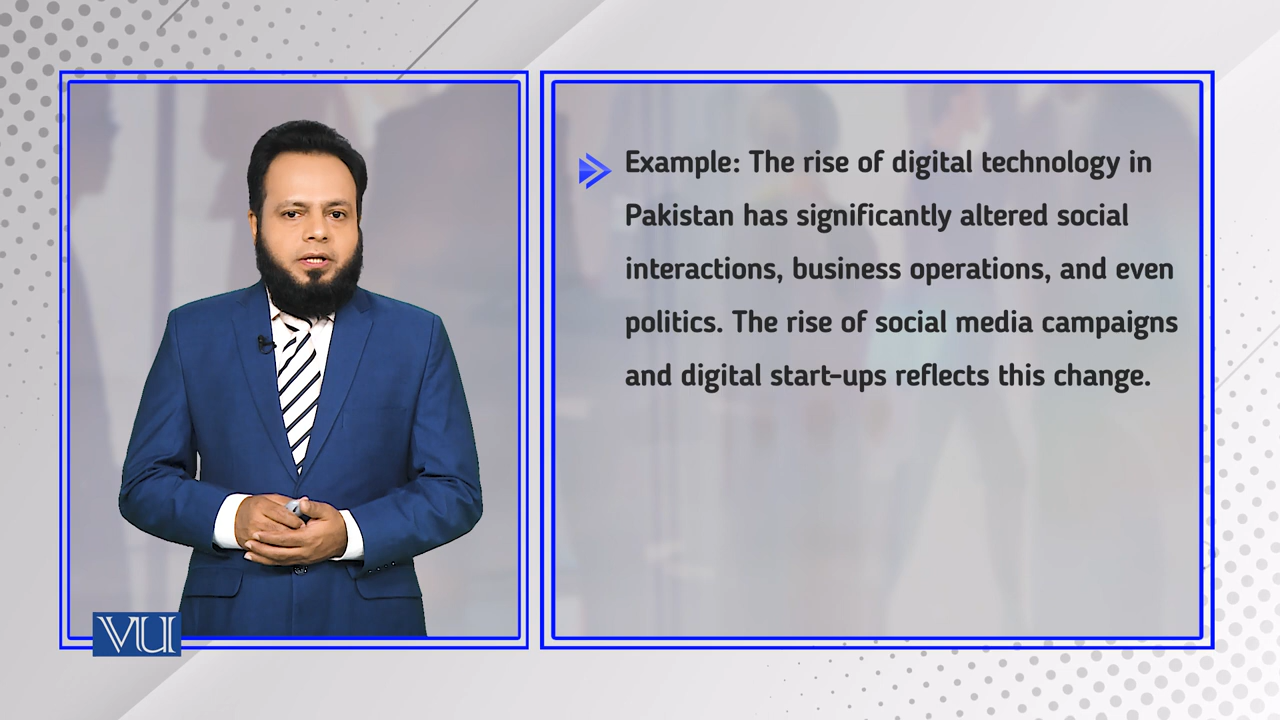 Example: The rise of digital technology in
Pakistan has significantly altered social
interactions, business operations, and even
politics. The rise of social media campaigns
and digital start-ups reflects this change.
VU